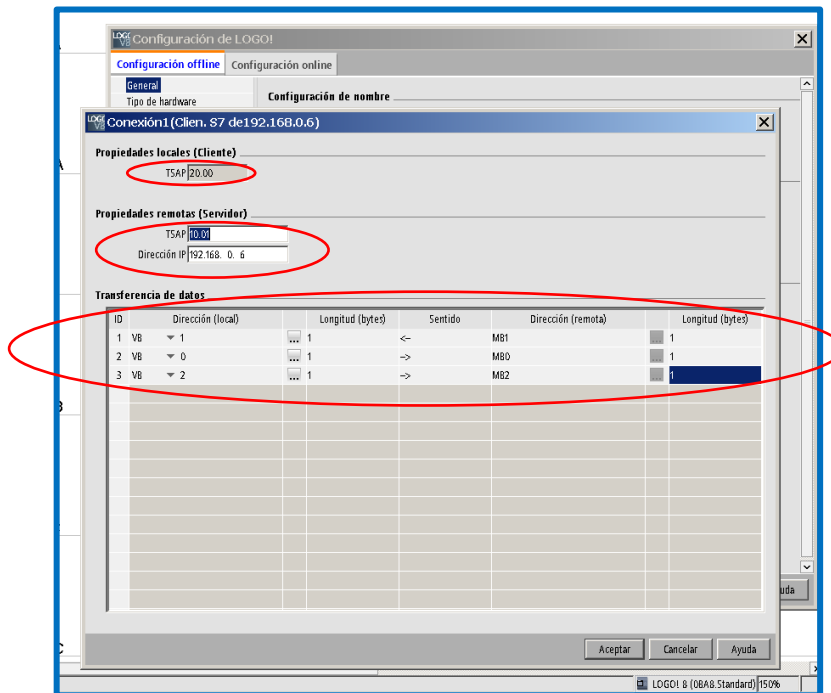 Configuración de LOGO!
Configuración offline Configuración online
General
Tipo de hardware
Configuración de nombre
Conexión1(Clien. S7 de192.168.0.6)
Propiedades locales (Cliente)
TSAP 20.00
Propiedades remotas (Servidor)
TSAP 10.01
Dirección IP 192.168. 0. 6
Transferencia de datos
ID Dirección (local) Longitud (bytes) Sentido Dirección (remota) Longitud (bytes)
1 VB 1 ... 1 <- MB1 ... 1
2 VB 0 ... 1 -> MB0 ... 1
3 VB 2 ... 1 -> MB2 ... 1
uda
Aceptar Cancelar Ayuda
C
LOGO! 8 (0BA8.Standard) 150%